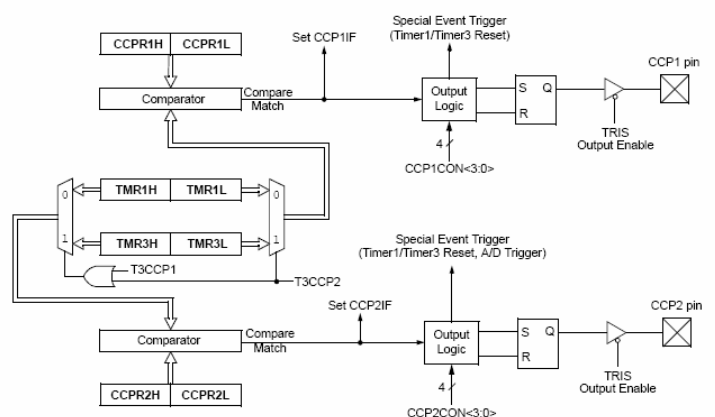 Special Event Trigger
(Timer1/Timer3 Reset)
Set CCP1IF
CCPR1H CCPR1L
CCP1 pin
Comparator
Compare
Match
Output
Logic
S Q
R
TRIS
Output Enable
4
CCP1CON<3:0>
0 TMR1H TMR1L 0
1 TMR3H TMR3L 1
T3CCP1
T3CCP2
Special Event Trigger
(Timer1/Timer3 Reset, A/D Trigger)
Set CCP2IF
CCP2 pin
Comparator
Compare
Match
Output
Logic
S Q
R
TRIS
Output Enable
4
CCPR2H CCPR2L
CCP2CON<3:0>